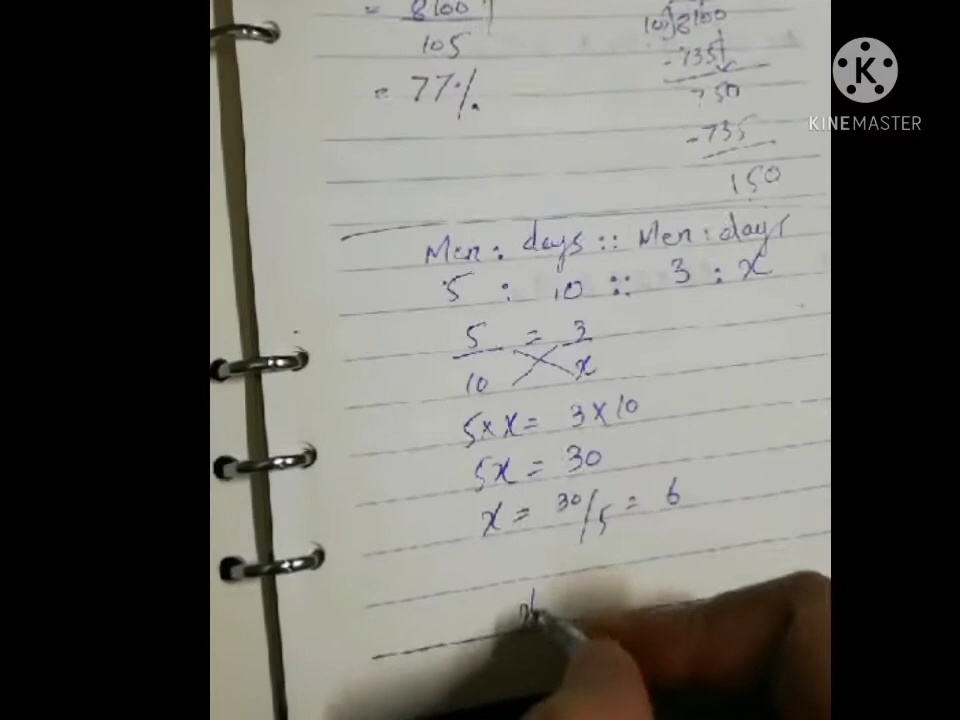 = 8100
105
= 77%.
105)8100
-735
750
-735
150
K
KINEMASTER
Men : days :: Men : days
5 : 10 :: 3 : x
5 = 3
10 x
5 x x = 3 x 10
5x = 30
x = 30/5 = 6